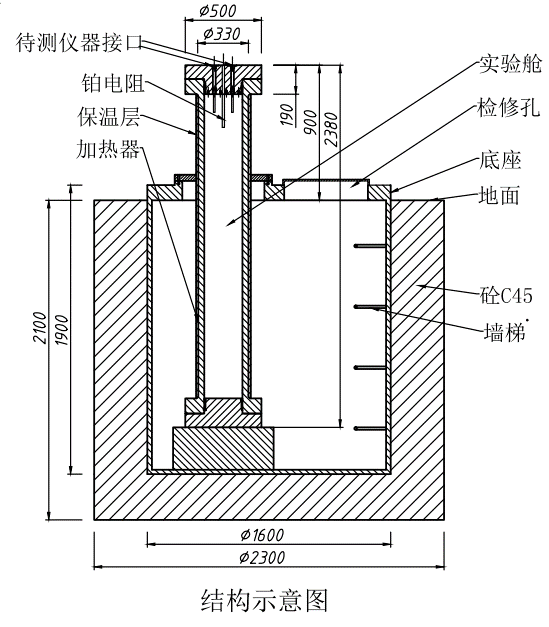 ϕ500
ϕ330
待测仪器接口
铂电阻
保温层
加热器
190
900
2380
实验舱
检修孔
底座
地面
砼C45
墙梯
2100
1900
ϕ1600
ϕ2300
结构示意图